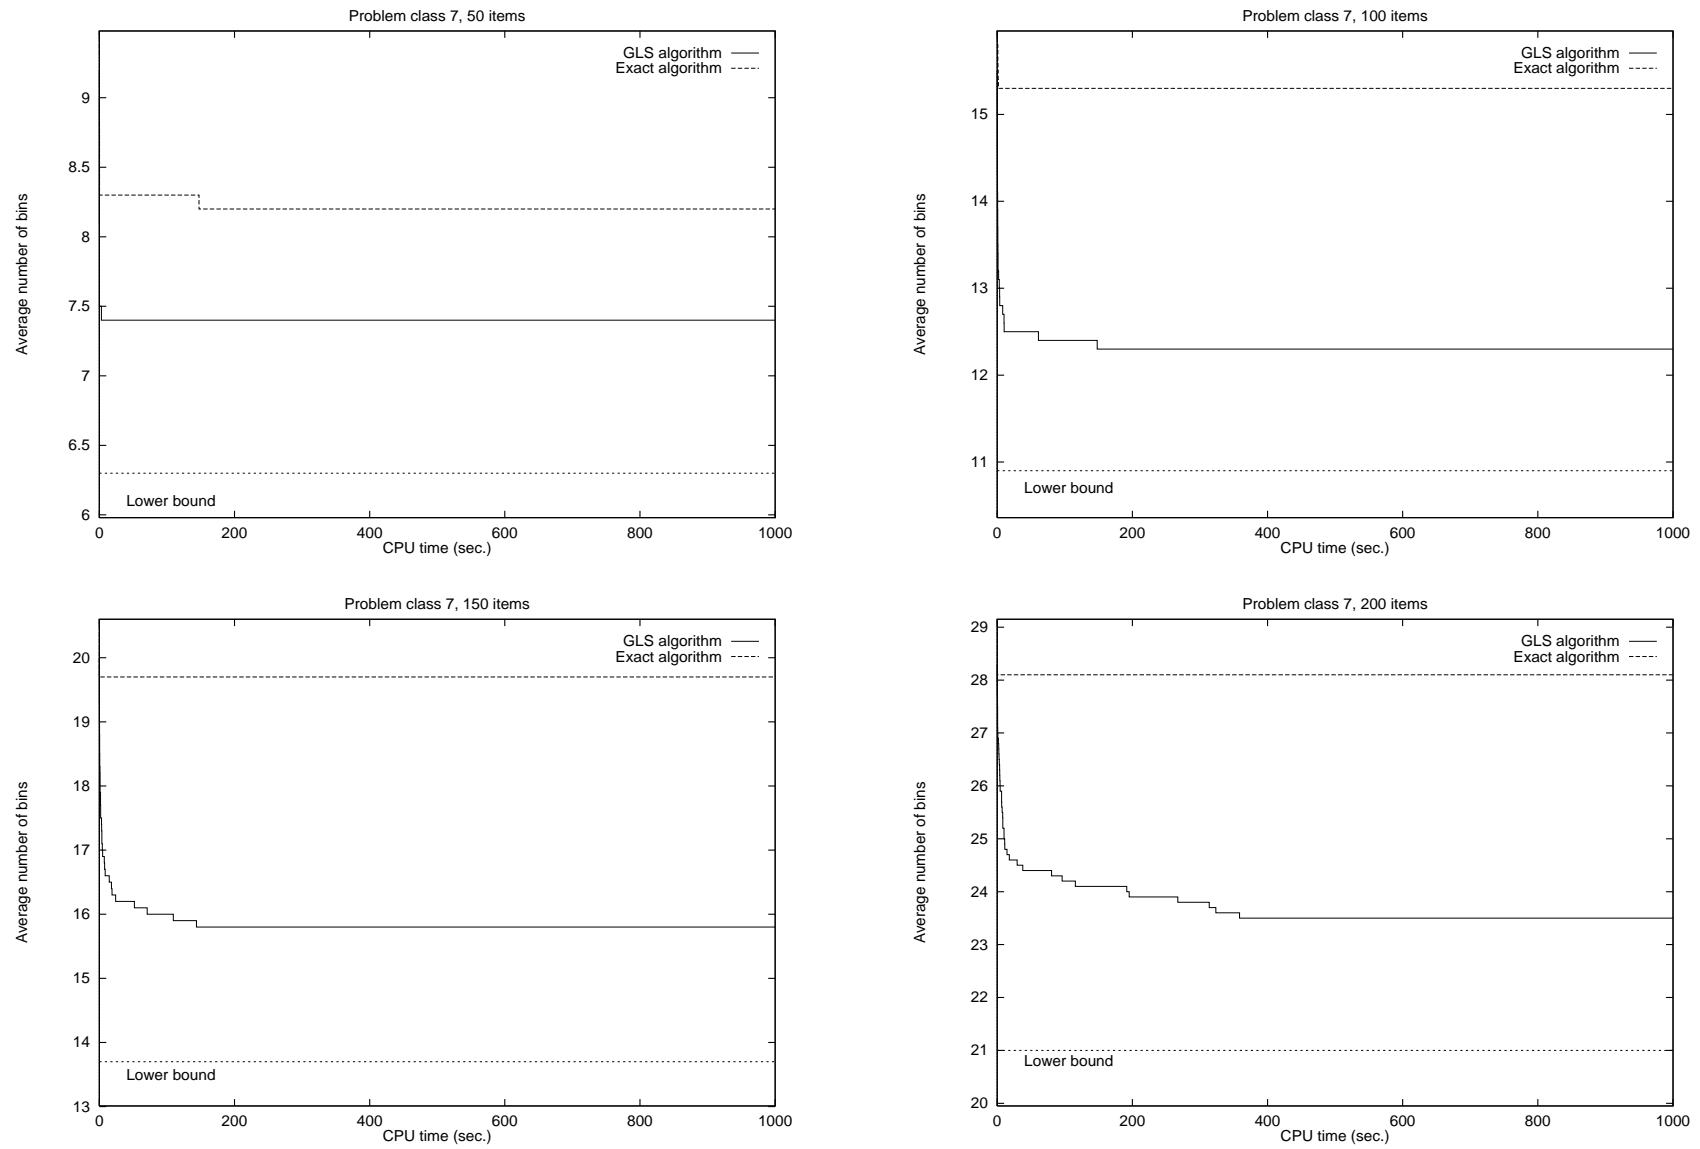 Problem class 7, 50 items
GLS algorithm
Exact algorithm
9
8.5
8
7.5
7
6.5
6
Average number of bins
Lower bound
0 200 400 600 800 1000
CPU time (sec.)
Problem class 7, 100 items
GLS algorithm
Exact algorithm
15
14
13
12
11
Average number of bins
Lower bound
0 200 400 600 800 1000
CPU time (sec.)
Problem class 7, 150 items
GLS algorithm
Exact algorithm
20
19
18
17
16
15
14
13
Average number of bins
Lower bound
0 200 400 600 800 1000
CPU time (sec.)
Problem class 7, 200 items
GLS algorithm
Exact algorithm
29
28
27
26
25
24
23
22
21
20
Average number of bins
Lower bound
0 200 400 600 800 1000
CPU time (sec.)